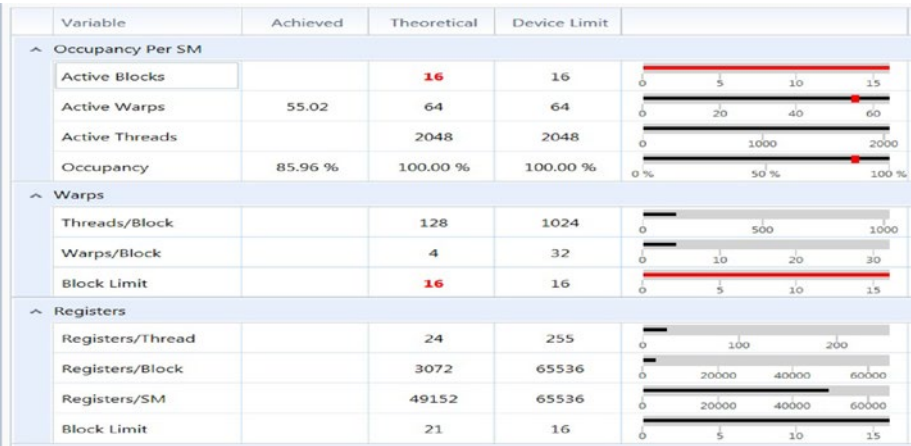 Variable Achieved Theoretical Device Limit
Occupancy Per SM
Active Blocks 16 16
0 5 10 15
Active Warps 55.02 64 64
0 20 40 60
Active Threads 2048 2048
0 1000 2000
Occupancy 85.96 % 100.00 % 100.00 %
0 % 50 % 100 %
Warps
Threads/Block 128 1024
0 500 1000
Warps/Block 4 32
0 10 20 30
Block Limit 16 16
0 5 10 15
Registers
Registers/Thread 24 255
0 100 200
Registers/Block 3072 65536
0 20000 40000 60000
Registers/SM 49152 65536
0 20000 40000 60000
Block Limit 21 16
0 5 10 15